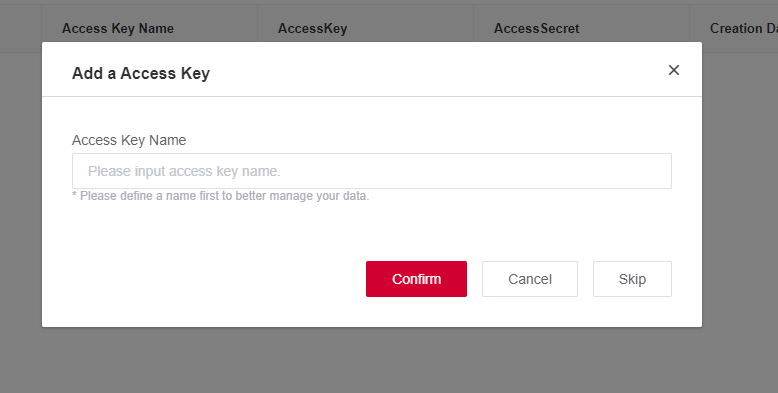 Access Key Name AccessKey AccessSecret Creation Da
Add a Access Key
Access Key Name
Please input access key name.
* Please define a name first to better manage your data.
Confirm Cancel Skip